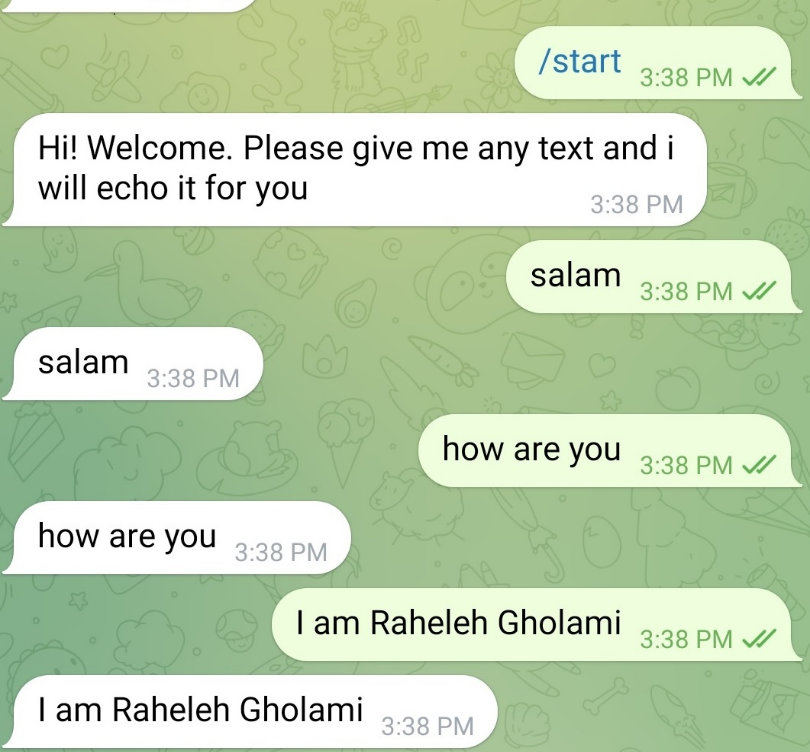 /start 3:38 PM
Hi! Welcome. Please give me any text and i
will echo it for you 3:38 PM
salam 3:38 PM
salam 3:38 PM
how are you 3:38 PM
how are you 3:38 PM
I am Raheleh Gholami 3:38 PM
I am Raheleh Gholami 3:38 PM